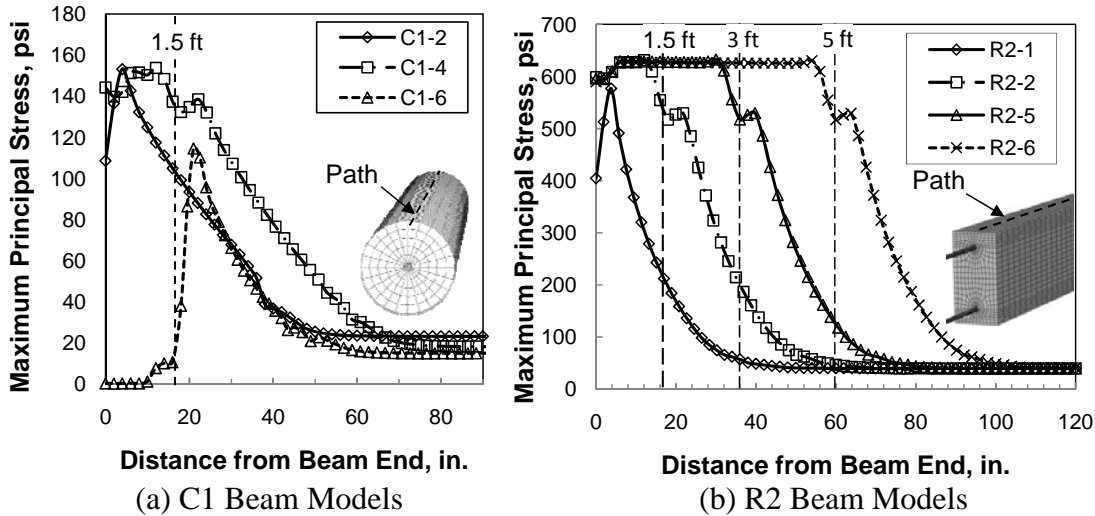 Maximum Principal Stress, psi
180
160
140
120
100
80
60
40
20
0
1.5 ft
C1-2
C1-4
C1-6
Path
0 20 40 60 80
Distance from Beam End, in.
(a) C1 Beam Models
Maximum Principal Stress, psi
700
600
500
400
300
200
100
0
1.5 ft 3 ft 5 ft
R2-1
R2-2
R2-5
R2-6
Path
0 20 40 60 80 100 120
Distance from Beam End, in.
(b) R2 Beam Models